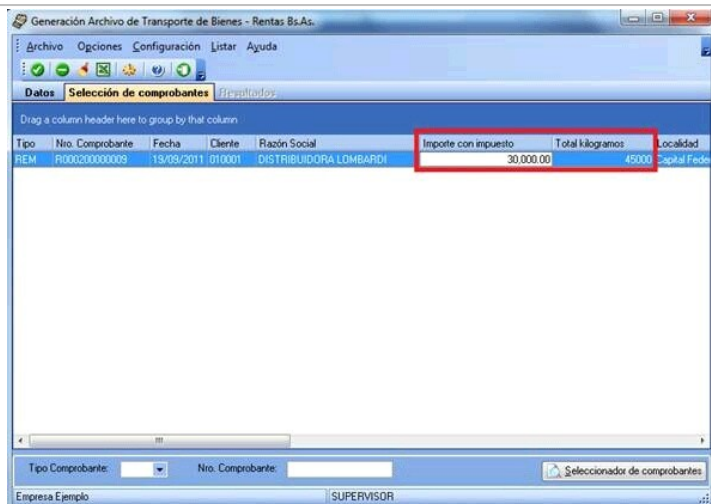 Generación Archivo de Transporte de Bienes - Rentas Bs.As.
Archivo Opciones Configuración Listar Ayuda
Datos Selección de comprobantes Resultados
Drag a column header here to group by that column
Tipo Nro. Comprobante Fecha Cliente Razón Social Importe con impuesto Total kilogramos Localidad
REM R000200000009 19/09/2011 010001 DISTRIBUIDORA LOMBARDI 30,000.00 45000 Capital Feder
Tipo Comprobante: Nro. Comprobante: Seleccionador de comprobantes
Empresa Ejemplo SUPERVISOR